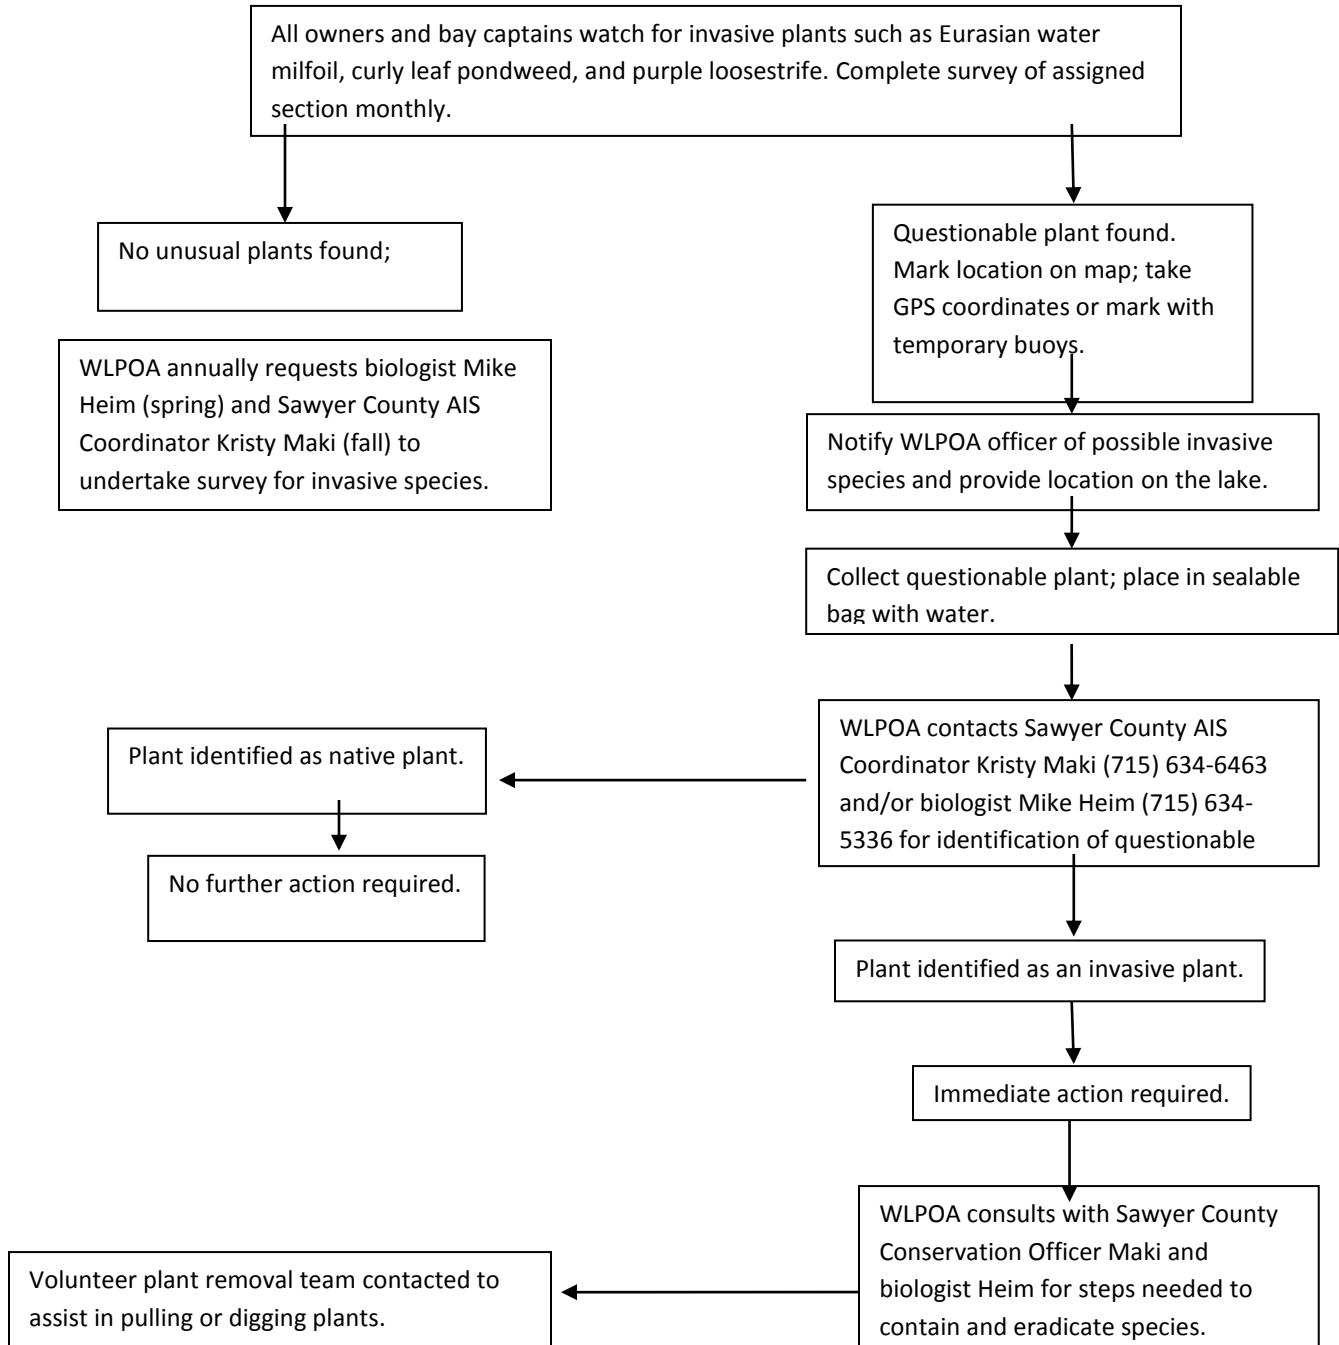 All owners and bay captains watch for invasive plants such as Eurasian water
milfoil, curly leaf pondweed, and purple loosestrife. Complete survey of assigned
section monthly.
No unusual plants found;
Questionable plant found.
Mark location on map; take
GPS coordinates or mark with
temporary buoys.
WLPOA annually requests biologist Mike
Heim (spring) and Sawyer County AIS
Coordinator Kristy Maki (fall) to
undertake survey for invasive species.
Notify WLPOA officer of possible invasive
species and provide location on the lake.
Collect questionable plant; place in sealable
bag with water.
WLPOA contacts Sawyer County AIS
Coordinator Kristy Maki (715) 634-6463
and/or biologist Mike Heim (715) 634-
5336 for identification of questionable
Plant identified as native plant.
No further action required.
Plant identified as an invasive plant.
Immediate action required.
WLPOA consults with Sawyer County
Conservation Officer Maki and
biologist Heim for steps needed to
contain and eradicate species.
Volunteer plant removal team contacted to
assist in pulling or digging plants.